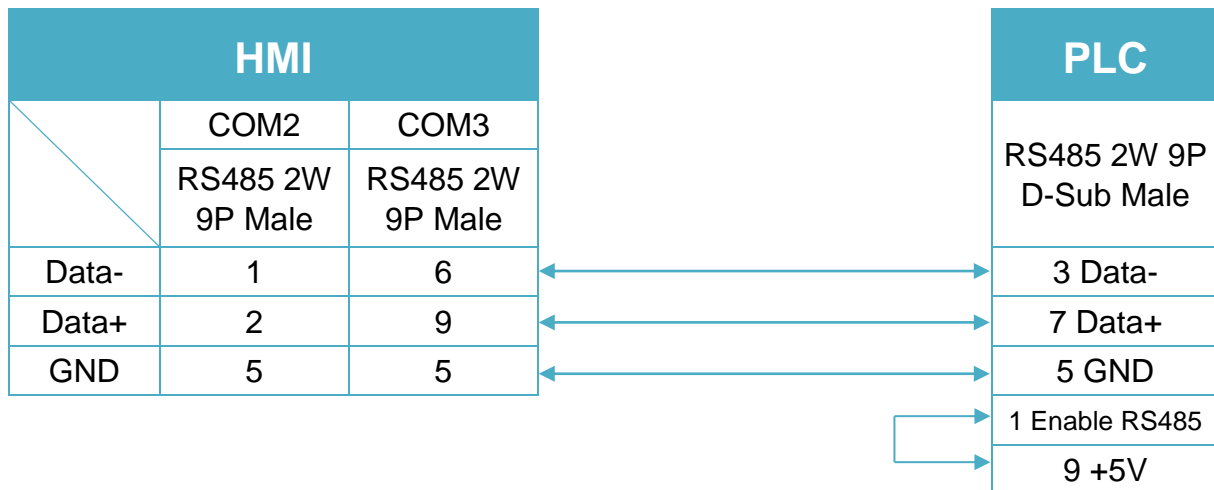 HMI
PLC
COM2
COM3
RS485 2W
9P Male
RS485 2W
9P Male
RS485 2W 9P
D-Sub Male
Data-
1
6
3 Data-
Data+
2
9
7 Data+
GND
5
5
5 GND
1 Enable RS485
9 +5V